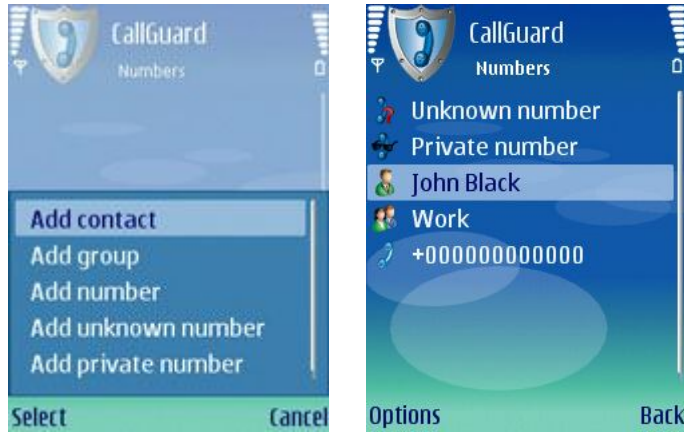 CallGuard
Numbers
Add contact
Add group
Add number
Add unknown number
Add private number
Select Cancel
CallGuard
Numbers
Unknown number
Private number
John Black
Work
+000000000000
Options Back